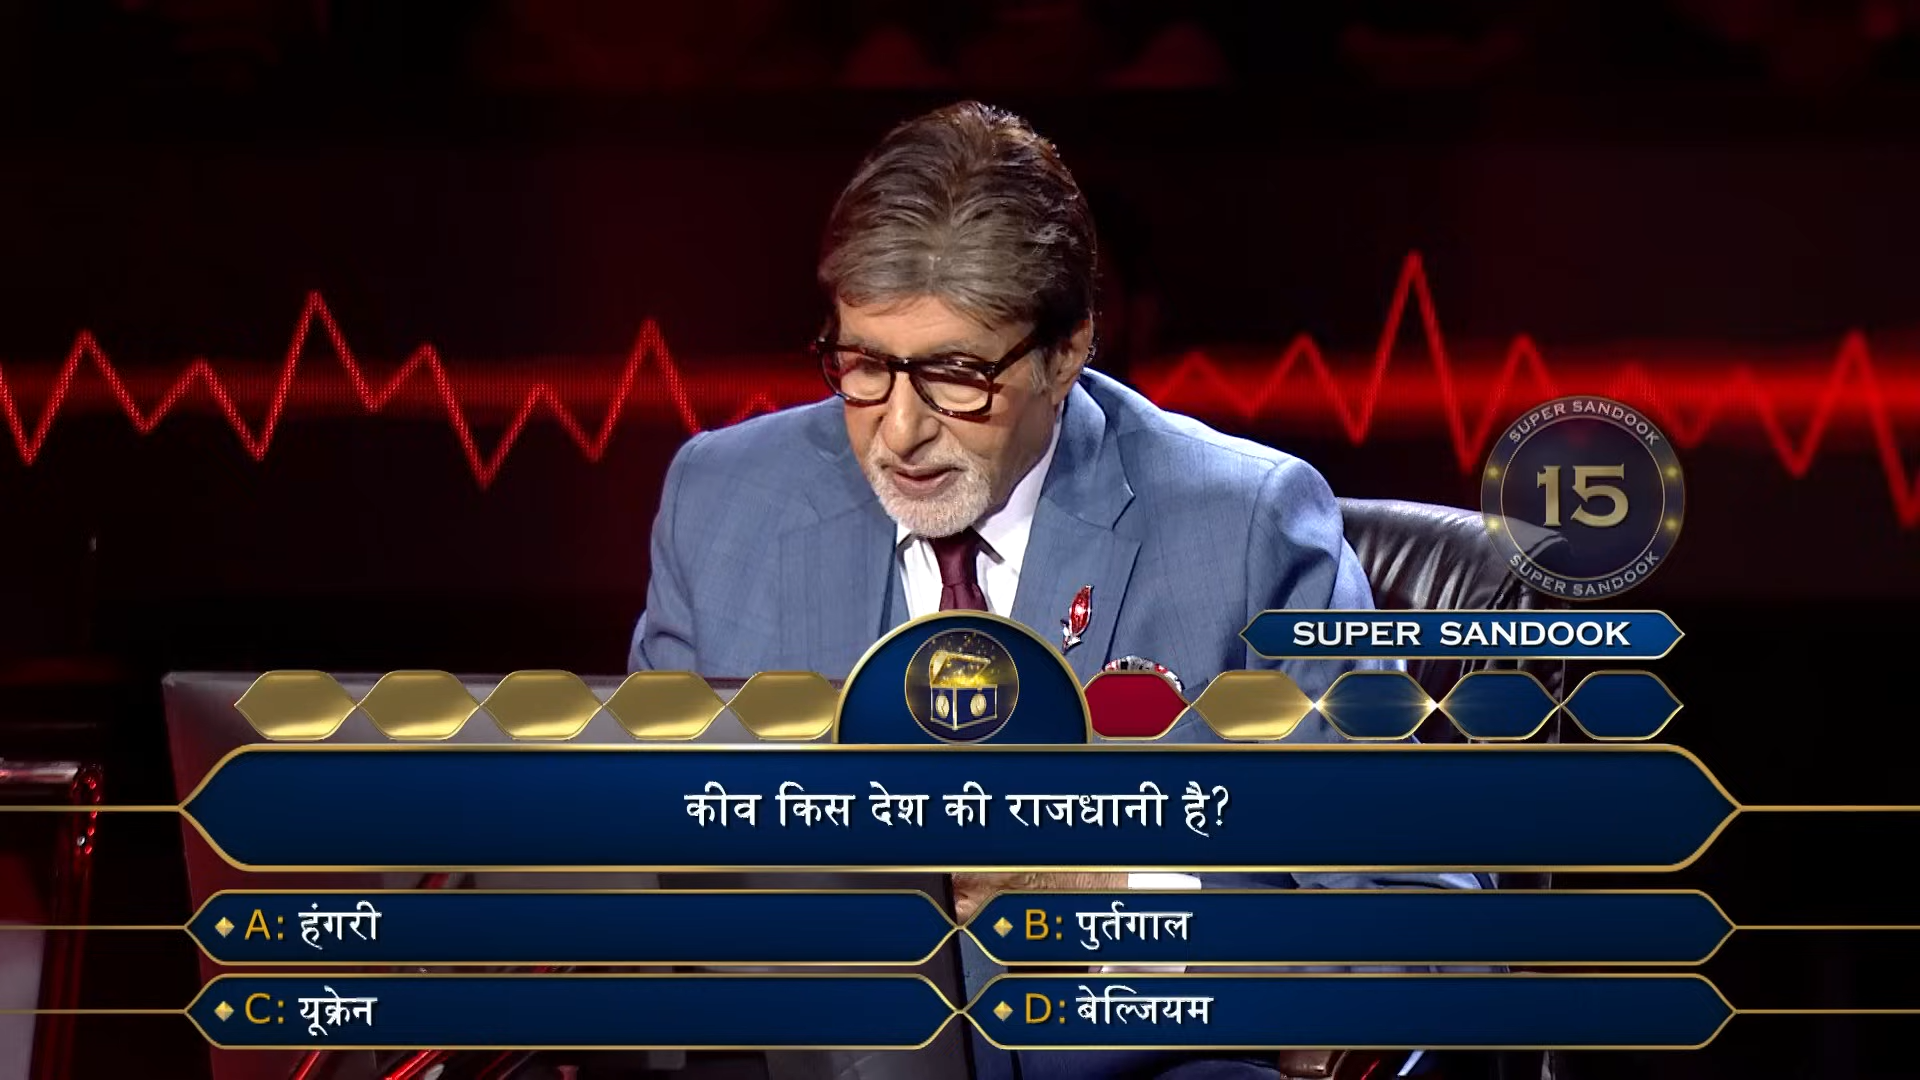 SUPER SANDOOK
15
SUPER SANDOOK
SUPER SANDOOK
कीव किस देश की राजधानी है?
A: हंगरी
B: पुर्तगाल
C: यूक्रेन
D: बेल्जियम